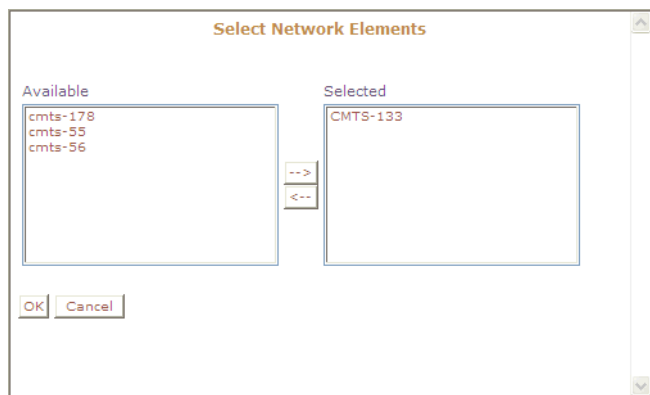 Select Network Elements
Available
Selected
cmts-178
cmts-55
cmts-56
CMTS-133
-->
<--
OK
Cancel